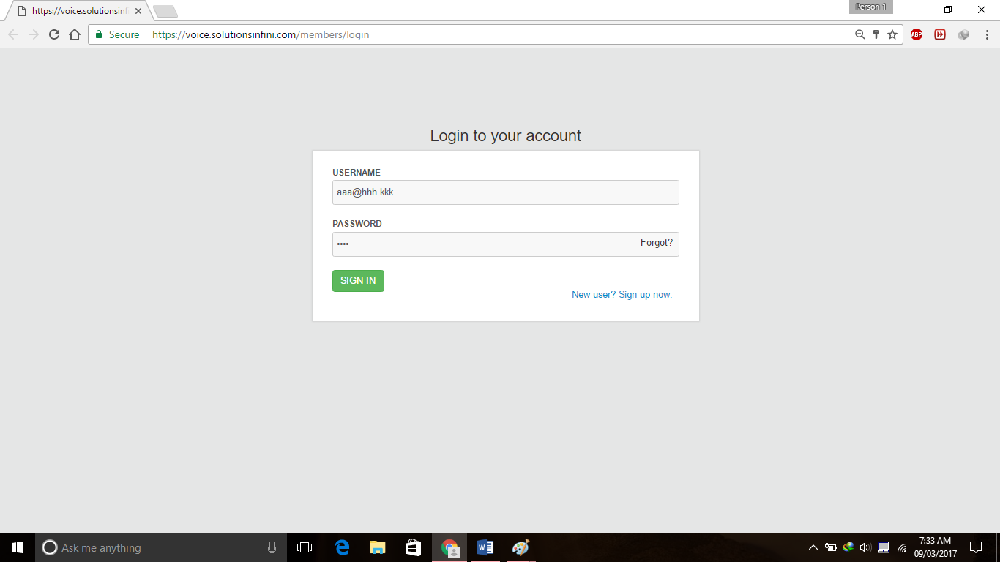 https://voice.solutionsinfi
Person 1
Secure
https://voice.solutionsinfini.com/members/login
ABP
Login to your account
USERNAME
aaa@hhh.kkk
PASSWORD
••••
Forgot?
SIGN IN
New user? Sign up now.
Ask me anything
7:33 AM
09/03/2017